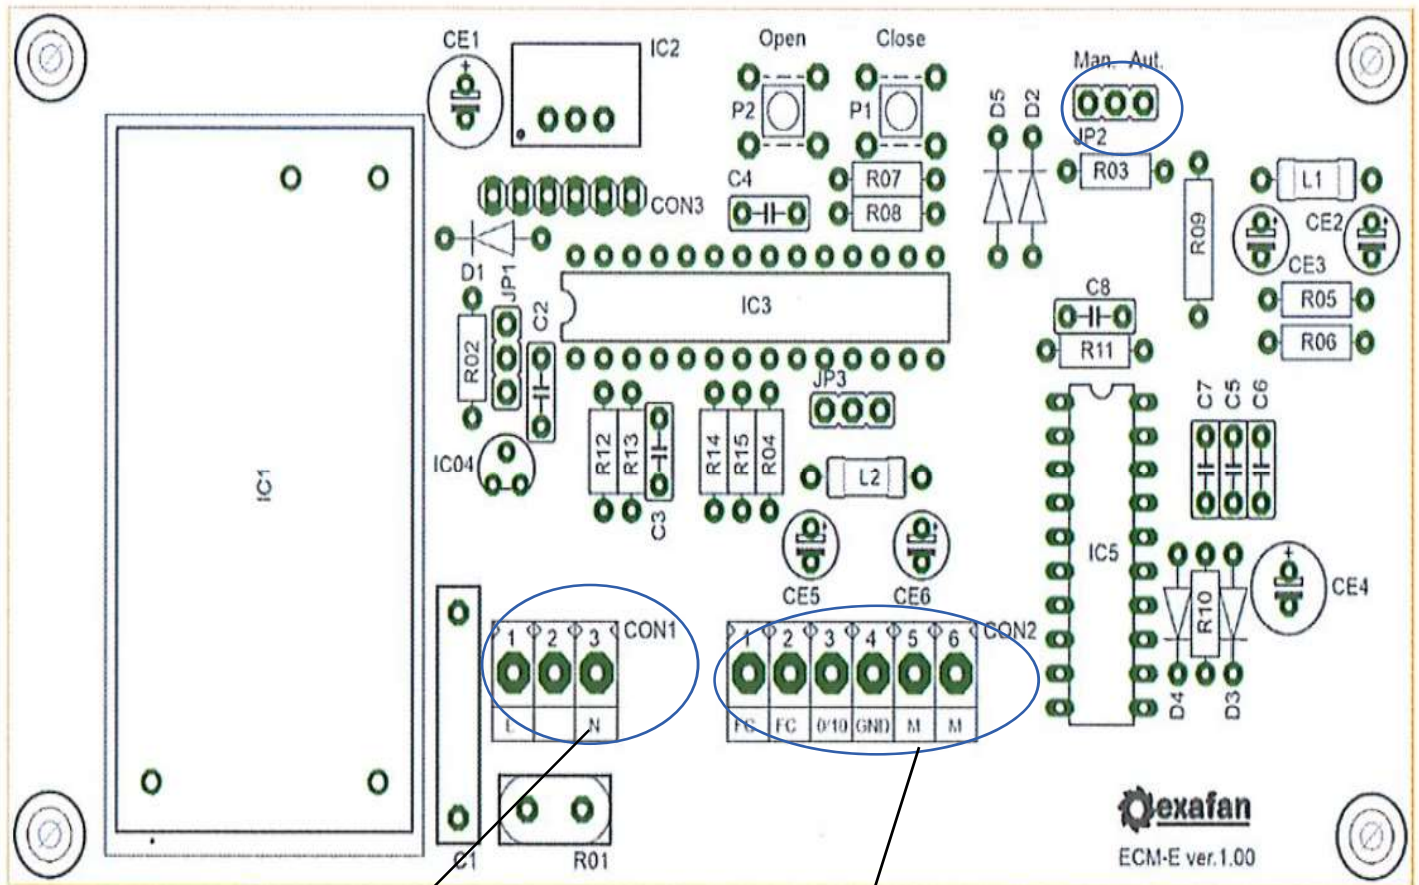 CE1
IC2
Open
Close
Man. Aut.
P2
P1
D5
D2
JP2
R03
C4
R07
R08
CON3
L1
R09
CE2
CE3
D1
JP1
C2
IC3
C8
R05
R02
R11
R06
JP3
C7
C5
C6
IC04
R12
R13
R14
R15
R04
L2
IC1
C3
IC5
CE5
CE6
R10
CE4
1 2 3
CON1
1 2 3 4 5 6
CON2
D4
D3
L N
FC FC 0/10 GND M M
exafan
ECM-E ver.1.00
C1
R01